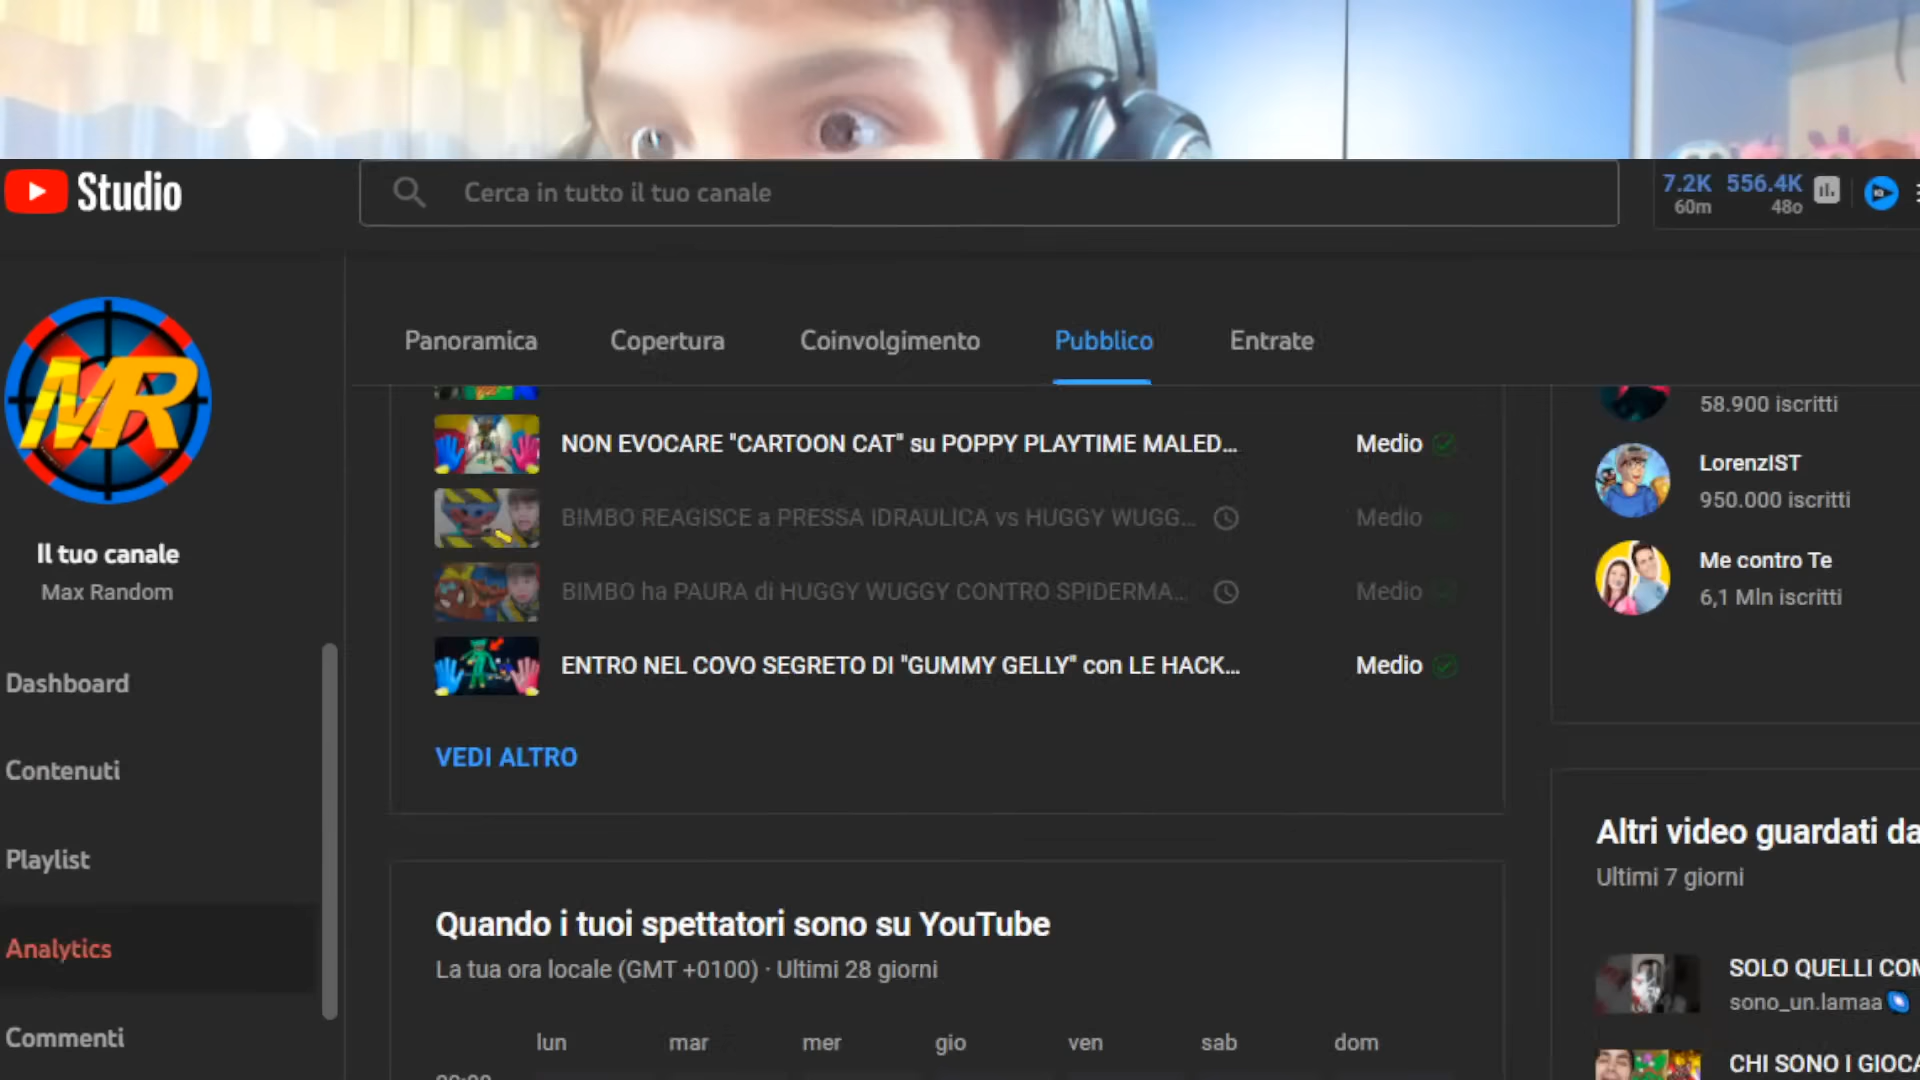 Studio
Cerca in tutto il tuo canale
7.2K 556.4K
60m 48o
MR
Il tuo canale
Max Random
Dashboard
Contenuti
Playlist
Analytics
Commenti
Panoramica Copertura Coinvolgimento Pubblico Entrate
NON EVOCARE "CARTOON CAT" su POPPY PLAYTIME MALED... Medio
BIMBO REAGISCE a PRESSA IDRAULICA vs HUGGY WUGG... Medio
BIMBO ha PAURA di HUGGY WUGGY CONTRO SPIDERMA... Medio
ENTRO NEL COVO SEGRETO DI "GUMMY GELLY" con LE HACK... Medio
VEDI ALTRO
Quando i tuoi spettatori sono su YouTube
La tua ora locale (GMT +0100) · Ultimi 28 giorni
lun mar mer gio ven sab dom
58.900 iscritti
LorenzIST
950.000 iscritti
Me contro Te
6,1 Mln iscritti
Altri video guardati da
Ultimi 7 giorni
SOLO QUELLI COM
sono_un.lamaa
CHI SONO I GIOCA